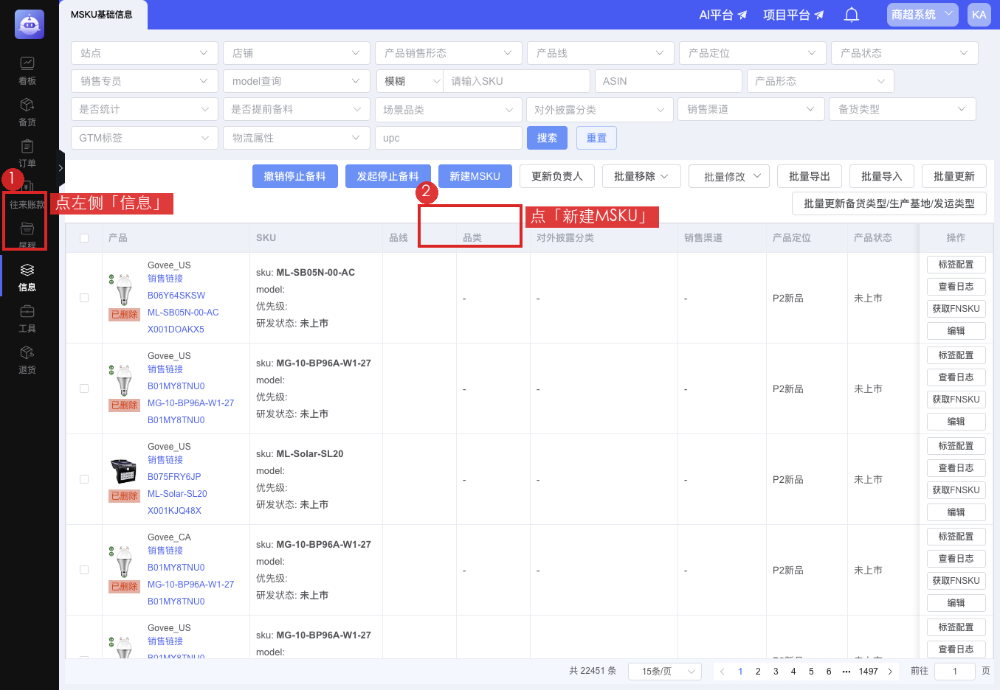 MSKU基础信息
AI平台
项目平台
商超系统
KA
看板
备货
订单
往来账款
尾程
信息
工具
退货
1
点左侧「信息」
站点
店铺
产品销售形态
产品线
产品定位
产品状态
销售专员
model查询
模糊
请输入SKU
ASIN
产品形态
是否统计
是否提前备料
场景品类
对外披露分类
销售渠道
备货类型
GTM标签
物流属性
upc
搜索
重置
撤销停止备料
发起停止备料
新建MSKU
更新负责人
批量移除
批量修改
批量导出
批量导入
批量更新
批量更新备货类型/生产基地/发运类型
2
点「新建MSKU」
产品
SKU
品线
品类
对外披露分类
销售渠道
产品定位
产品状态
操作
Govee_US
销售链接
B06Y64SKSW
ML-SB05N-00-AC
X001DOAKX5
已删除
sku: ML-SB05N-00-AC
model:
优先级:
研发状态: 未上市
-
-
-
P2新品
未上市
标签配置
查看日志
获取FNSKU
编辑
Govee_US
销售链接
B01MY8TNU0
MG-10-BP96A-W1-27
B01MY8TNU0
已删除
sku: MG-10-BP96A-W1-27
model:
优先级:
研发状态: 未上市
-
-
-
P2新品
未上市
标签配置
查看日志
获取FNSKU
编辑
Govee_US
销售链接
B075FRY6JP
ML-Solar-SL20
X001KJQ48X
已删除
sku: ML-Solar-SL20
model:
优先级:
研发状态: 未上市
-
-
-
P2新品
未上市
标签配置
查看日志
获取FNSKU
编辑
Govee_CA
销售链接
B01MY8TNU0
MG-10-BP96A-W1-27
B01MY8TNU0
已删除
sku: MG-10-BP96A-W1-27
model:
优先级:
研发状态: 未上市
-
-
-
P2新品
未上市
标签配置
查看日志
获取FNSKU
编辑
Govee_US
销售链接
B01MY8TNU0
sku: MG-10-BP96A-W1-27
model:
P2新品
未上市
标签配置
查看日志
共 22451 条
15条/页
1
2
3
4
5
6
•••
1497
前往
1
页